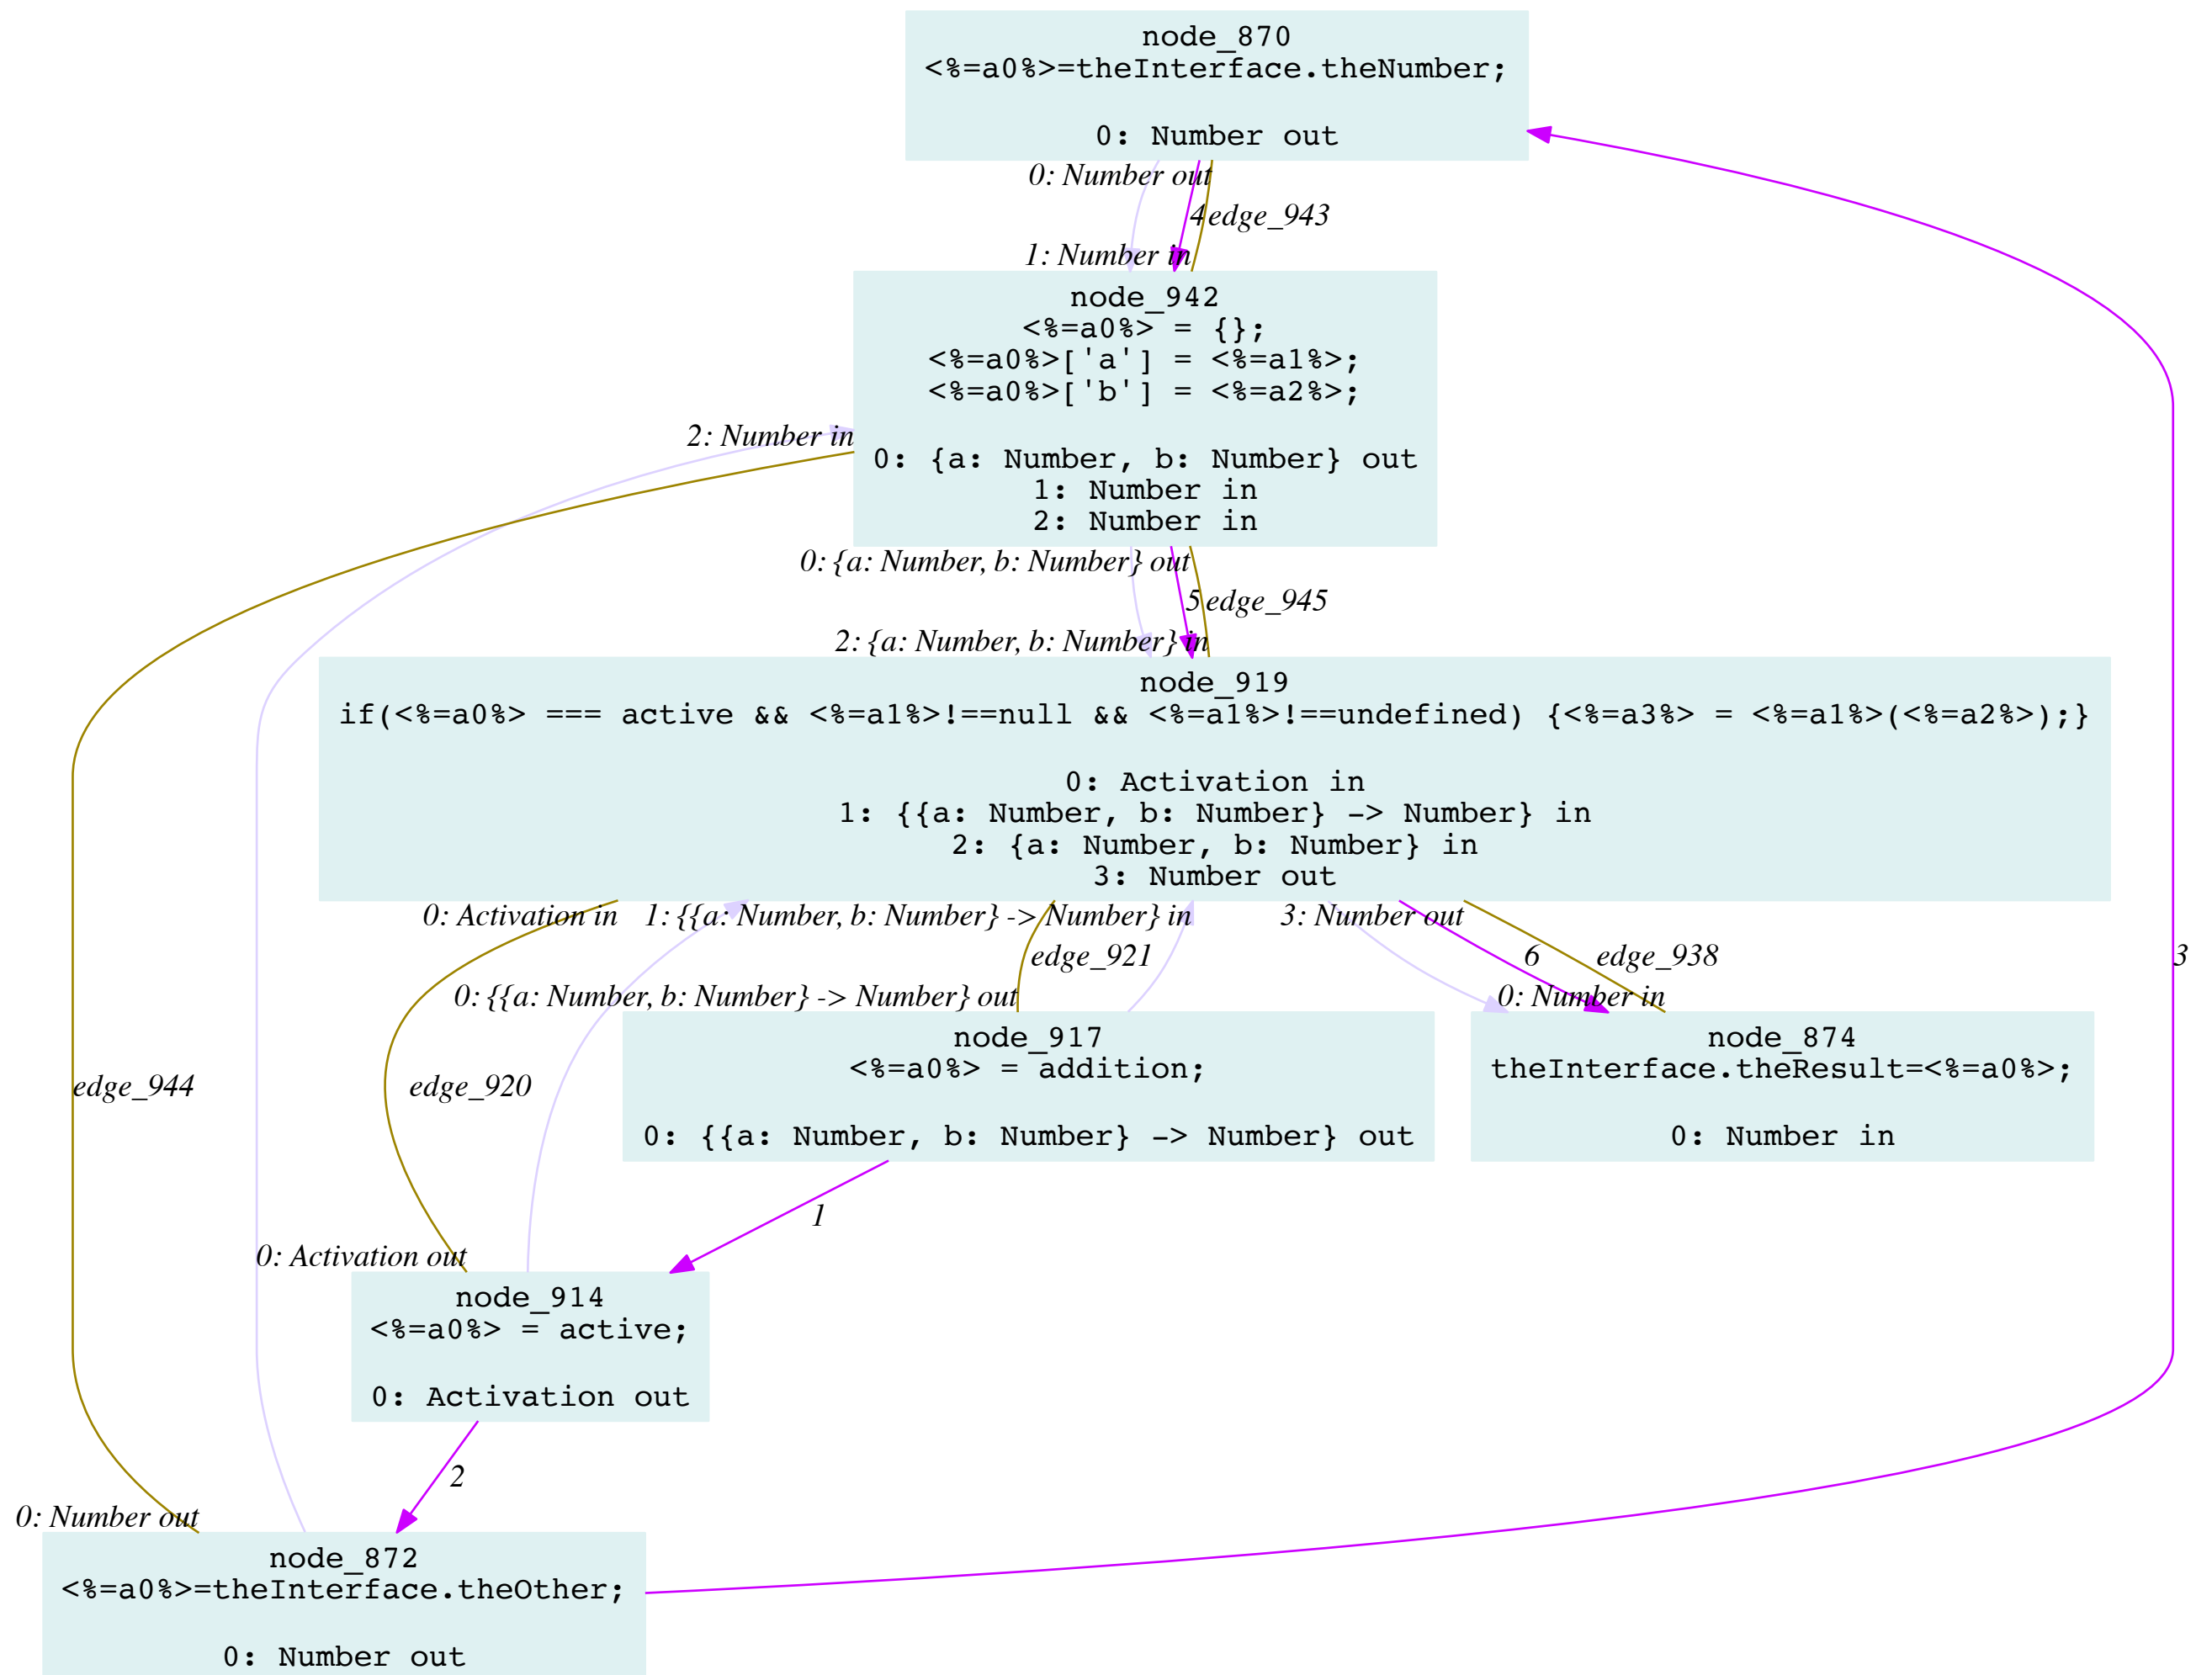 node_870
<%=a0%>=theInterface.theNumber;
0: Number out
0: Number out
4
edge_943
1: Number in
node_942
<%=a0%> = {};
<%=a0%>['a'] = <%=a1%>;
<%=a0%>['b'] = <%=a2%>;
2: Number in
0: {a: Number, b: Number} out
1: Number in
2: Number in
0: {a: Number, b: Number} out
5
edge_945
2: {a: Number, b: Number} in
node_919
if(<%=a0%> === active && <%=a1%>!==null && <%=a1%>!==undefined) {<%=a3%> = <%=a1%>(<%=a2%>);}
0: Activation in
1: {{a: Number, b: Number} -> Number} in
2: {a: Number, b: Number} in
3: Number out
0: Activation in
1: {{a: Number, b: Number} -> Number} in
3: Number out
edge_921
6
edge_938
3
0: {{a: Number, b: Number} -> Number} out
0: Number in
node_917
<%=a0%> = addition;
0: {{a: Number, b: Number} -> Number} out
node_874
theInterface.theResult=<%=a0%>;
0: Number in
edge_944
edge_920
1
0: Activation out
node_914
<%=a0%> = active;
0: Activation out
2
0: Number out
node_872
<%=a0%>=theInterface.theOther;
0: Number out